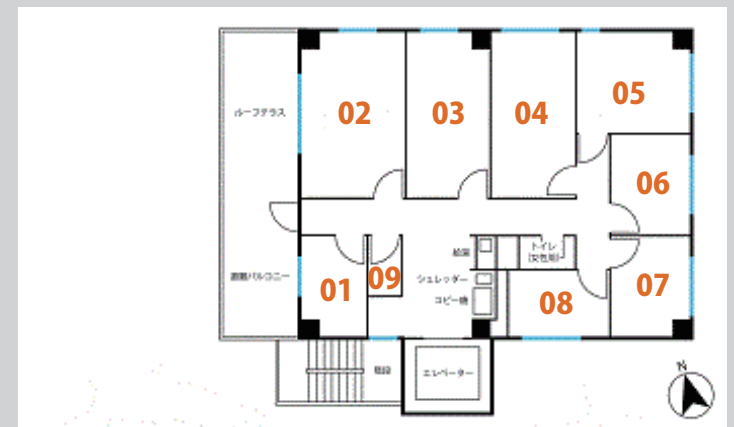 02
03
04
05
ルーフテラス
06
トイレ
(女性用)
給湯
避難バルコニー
01
09
シュレッダー
コピー機
08
07
階段
エレベーター
N